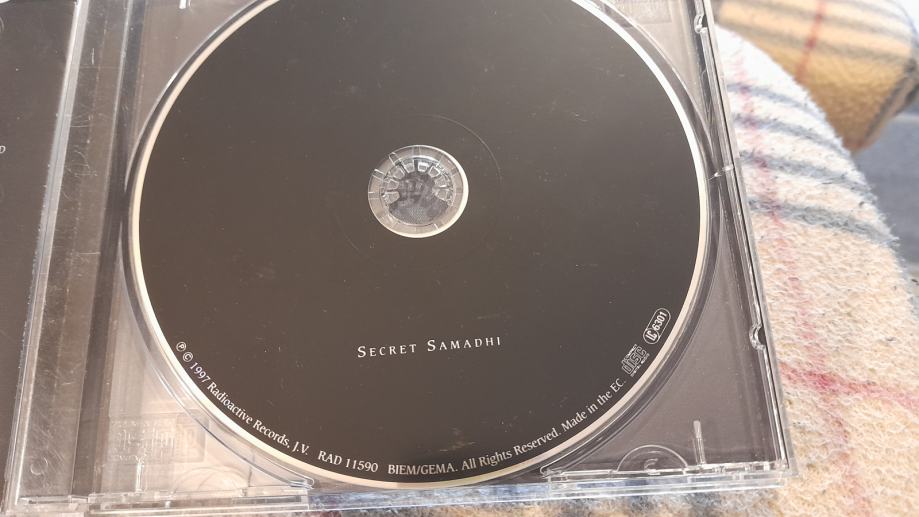 SECRET SAMADHI
LC 6301
℗ © 1997 Radioactive Records, J.V. RAD 11590 BIEM/GEMA. All Rights Reserved. Made in the EC.